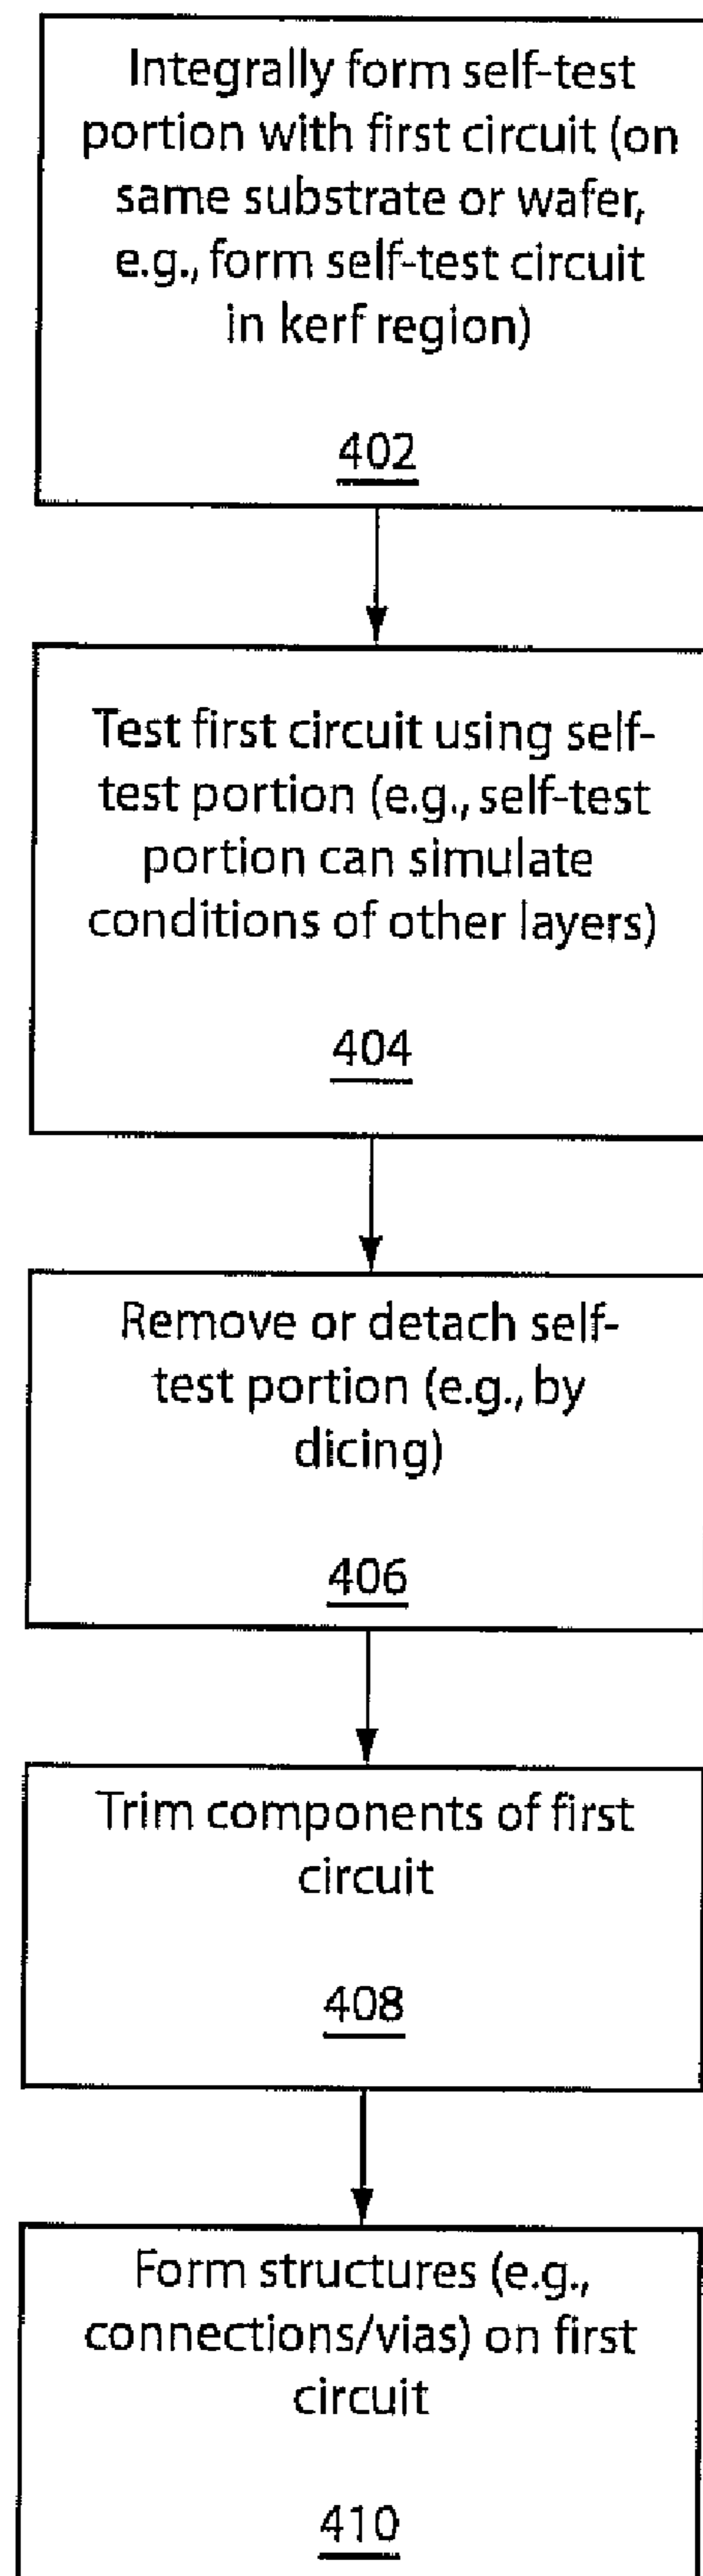 Integrally form self-test
portion with first circuit (on
same substrate or wafer,
e.g., form self-test circuit
in kerf region)
402
Test first circuit using self-
test portion (e.g., self-test
portion can simulate
conditions of other layers)
404
Remove or detach self-
test portion (e.g., by
dicing)
406
Trim components of first
circuit
408
Form structures (e.g.,
connections/vias) on first
circuit
410